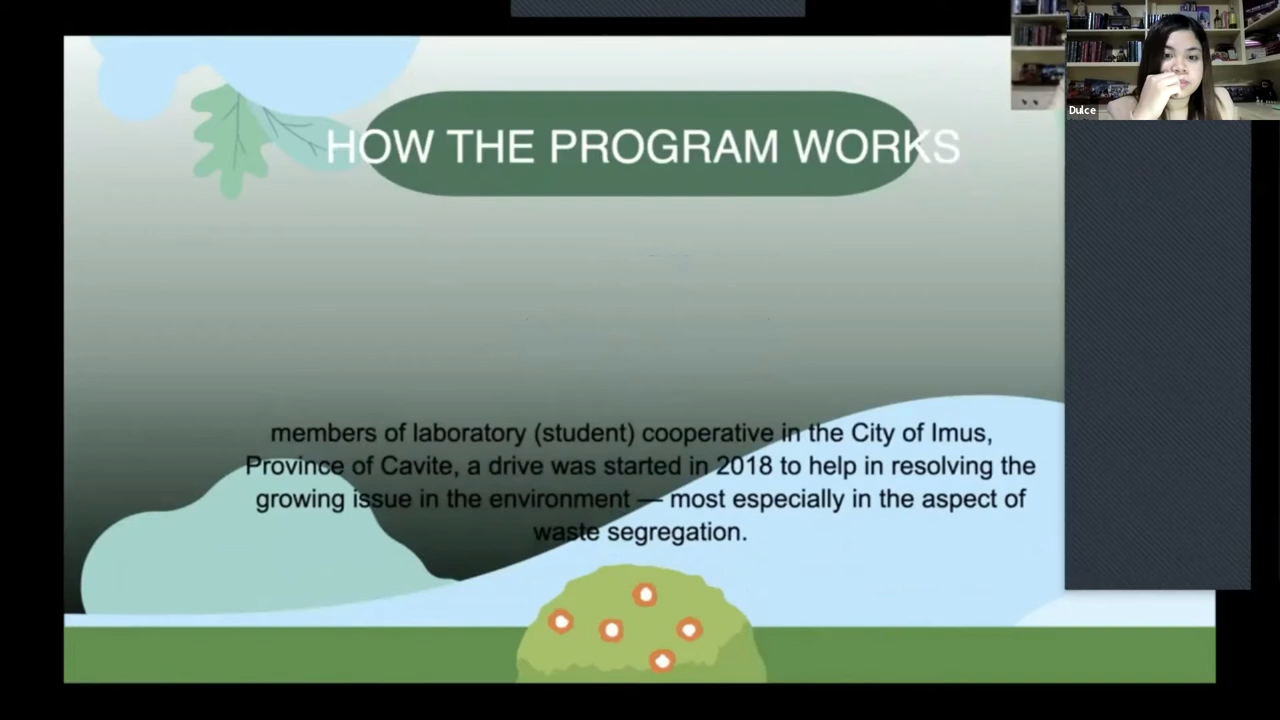 Dulce
HOW THE PROGRAM WORKS
members of laboratory (student) cooperative in the City of Imus,
Province of Cavite, a drive was started in 2018 to help in resolving the
growing issue in the environment — most especially in the aspect of
waste segregation.